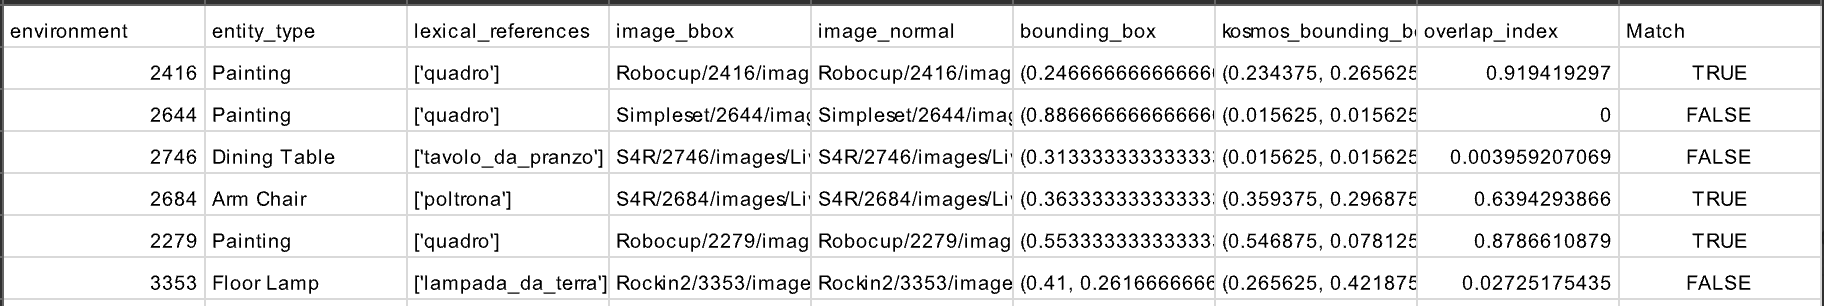 environment entity_type lexical_references image_bbox image_normal bounding_box kosmos_bounding_b overlap_index Match
2416 Painting ['quadro'] Robocup/2416/imag Robocup/2416/imag (0.24666666666666 (0.234375, 0.265625 0.919419297 TRUE
2644 Painting ['quadro'] Simpleset/2644/imag Simpleset/2644/imag (0.88666666666666 (0.015625, 0.015625 0 FALSE
2746 Dining Table ['tavolo_da_pranzo'] S4R/2746/images/Li S4R/2746/images/Li (0.31333333333333 (0.015625, 0.015625 0.003959207069 FALSE
2684 Arm Chair ['poltrona'] S4R/2684/images/Li S4R/2684/images/Li (0.36333333333333 (0.359375, 0.296875 0.6394293866 TRUE
2279 Painting ['quadro'] Robocup/2279/imag Robocup/2279/imag (0.55333333333333 (0.546875, 0.078125 0.8786610879 TRUE
3353 Floor Lamp ['lampada_da_terra'] Rockin2/3353/image Rockin2/3353/image (0.41, 0.2616666666 (0.265625, 0.421875 0.02725175435 FALSE